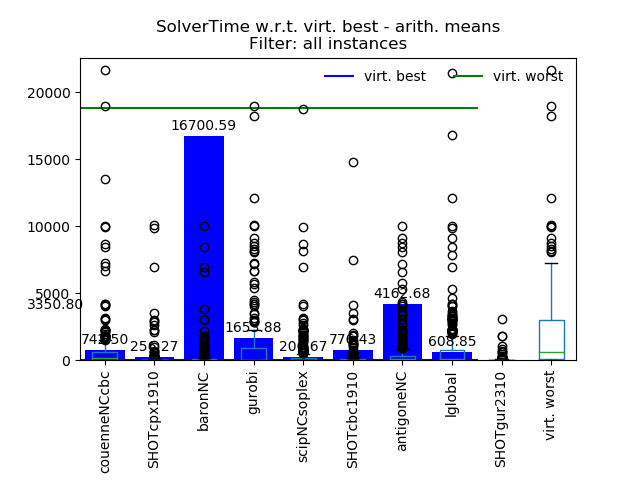 SolverTime w.r.t. virt. best - arith. means
Filter: all instances
virt. best
virt. worst
20000
15000
10000
5000
0
3350.80
16700.59
1651.88
4162.68
608.85
couenneNCcbc
SHOTcpx1910
baronNC
gurobi
scipNCsoplex
SHOTcbc1910
antigoneNC
lglobal
SHOTgur2310
virt. worst